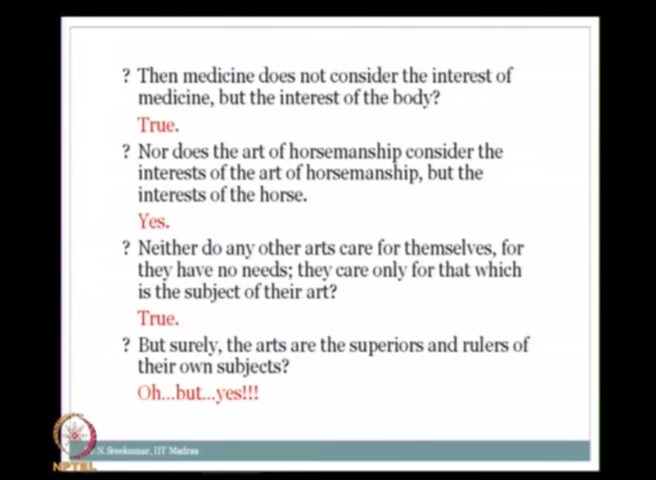 ? Then medicine does not consider the interest of
medicine, but the interest of the body?
True.
? Nor does the art of horsemanship consider the
interests of the art of horsemanship, but the
interests of the horse.
Yes.
? Neither do any other arts care for themselves, for
they have no needs; they care only for that which
is the subject of their art?
True.
? But surely, the arts are the superiors and rulers of
their own subjects?
Oh...but...yes!!!
.N.Sreekumar, IIT Madras
NPTEL